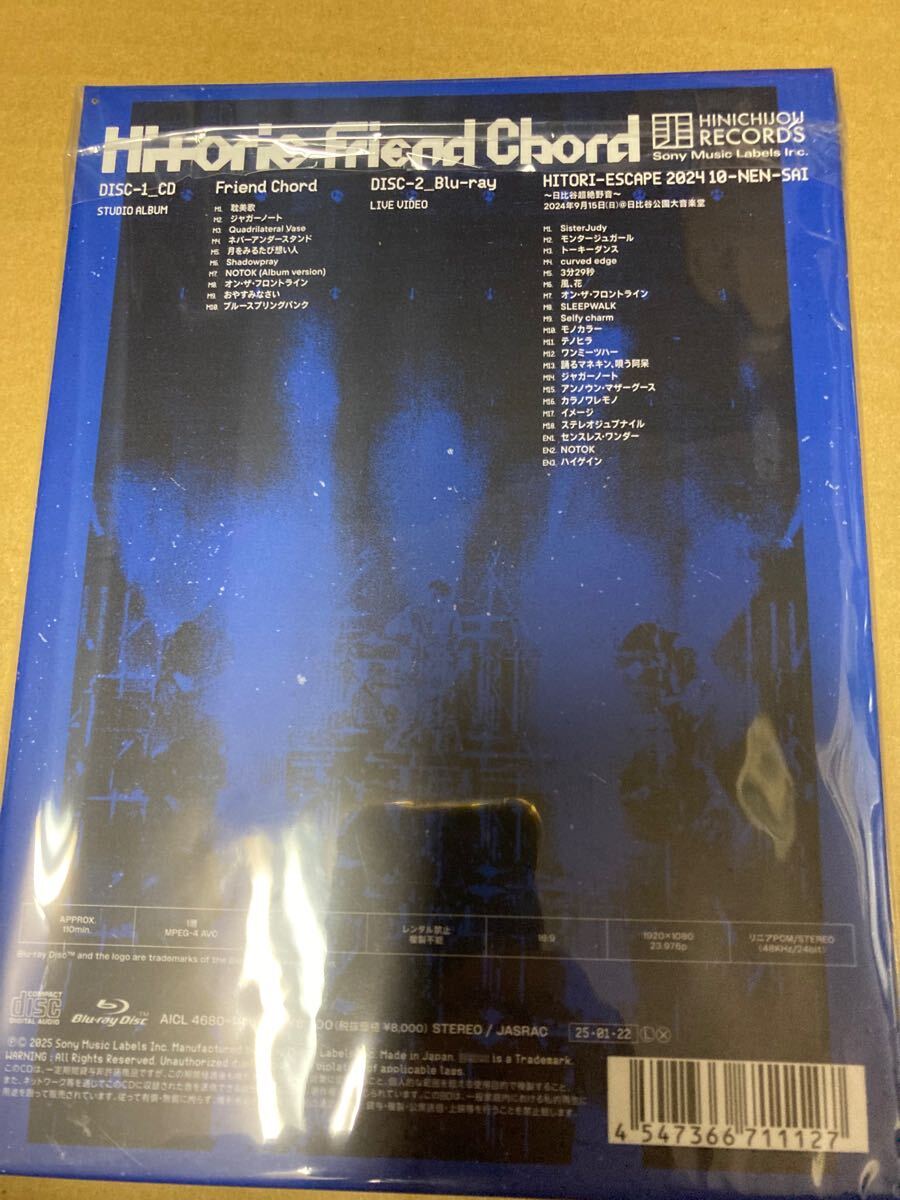 HItorie Friend Chord
HINICHIJOU
RECORDS
Sony Music Labels Inc.
DISC-1_CD
STUDIO ALBUM
Friend Chord
M1. 耽美歌
M2. ジャガーノート
M3. Quadrilateral Vase
M4. ネバーアンダースタンド
M5. 月をみるたび想い人
M6. Shadowpray
M7. NOTOK (Album version)
M8. オン・ザ・フロントライン
M9. おやすみなさい
M10. ブルースプリングバンク
DISC-2_Blu-ray
LIVE VIDEO
HITORI-ESCAPE 2024 10-NEN-SAI
～日比谷超絶野音～
2024年9月15日(日)@日比谷公園大音楽堂
M1. SisterJudy
M2. モンタージュガール
M3. トーキーダンス
M4. curved edge
M5. 3分29秒
M6. 風、花
M7. オン・ザ・フロントライン
M8. SLEEPWALK
M9. Selfy charm
M10. モノカラー
M11. テノヒラ
M12. ワンミーツハー
M13. 踊るマネキン、唄う阿呆
M14. ジャガーノート
M15. アンノウン・マザーグース
M16. カラノワレモノ
M17. イメージ
M18. ステレオジュブナイル
EN1. センスレス・ワンダー
EN2. NOTOK
EN3. ハイゲイン
APPROX.
110min.
1層
MPEG-4 AVC
レンタル禁止
複製不能
16:9
1920×1080
23.976p
リニアPCM/STEREO
(48KHz/24bit)
Blu-ray Disc™ and the logo are trademarks of the
COMPACT
disc
DIGITAL AUDIO
Blu-ray Disc™
AICL 4680
(税抜価格 ¥8,000) STEREO / JASRAC
25・01・22 Ⓛ Ⓧ
Ⓟ© 2025 Sony Music Labels Inc. Manufactured Labels Inc. Made in Japan. is a Trademark.
WARNING : All Rights Reserved. Unauthorized violation of applicable laws.
4 547366 711127